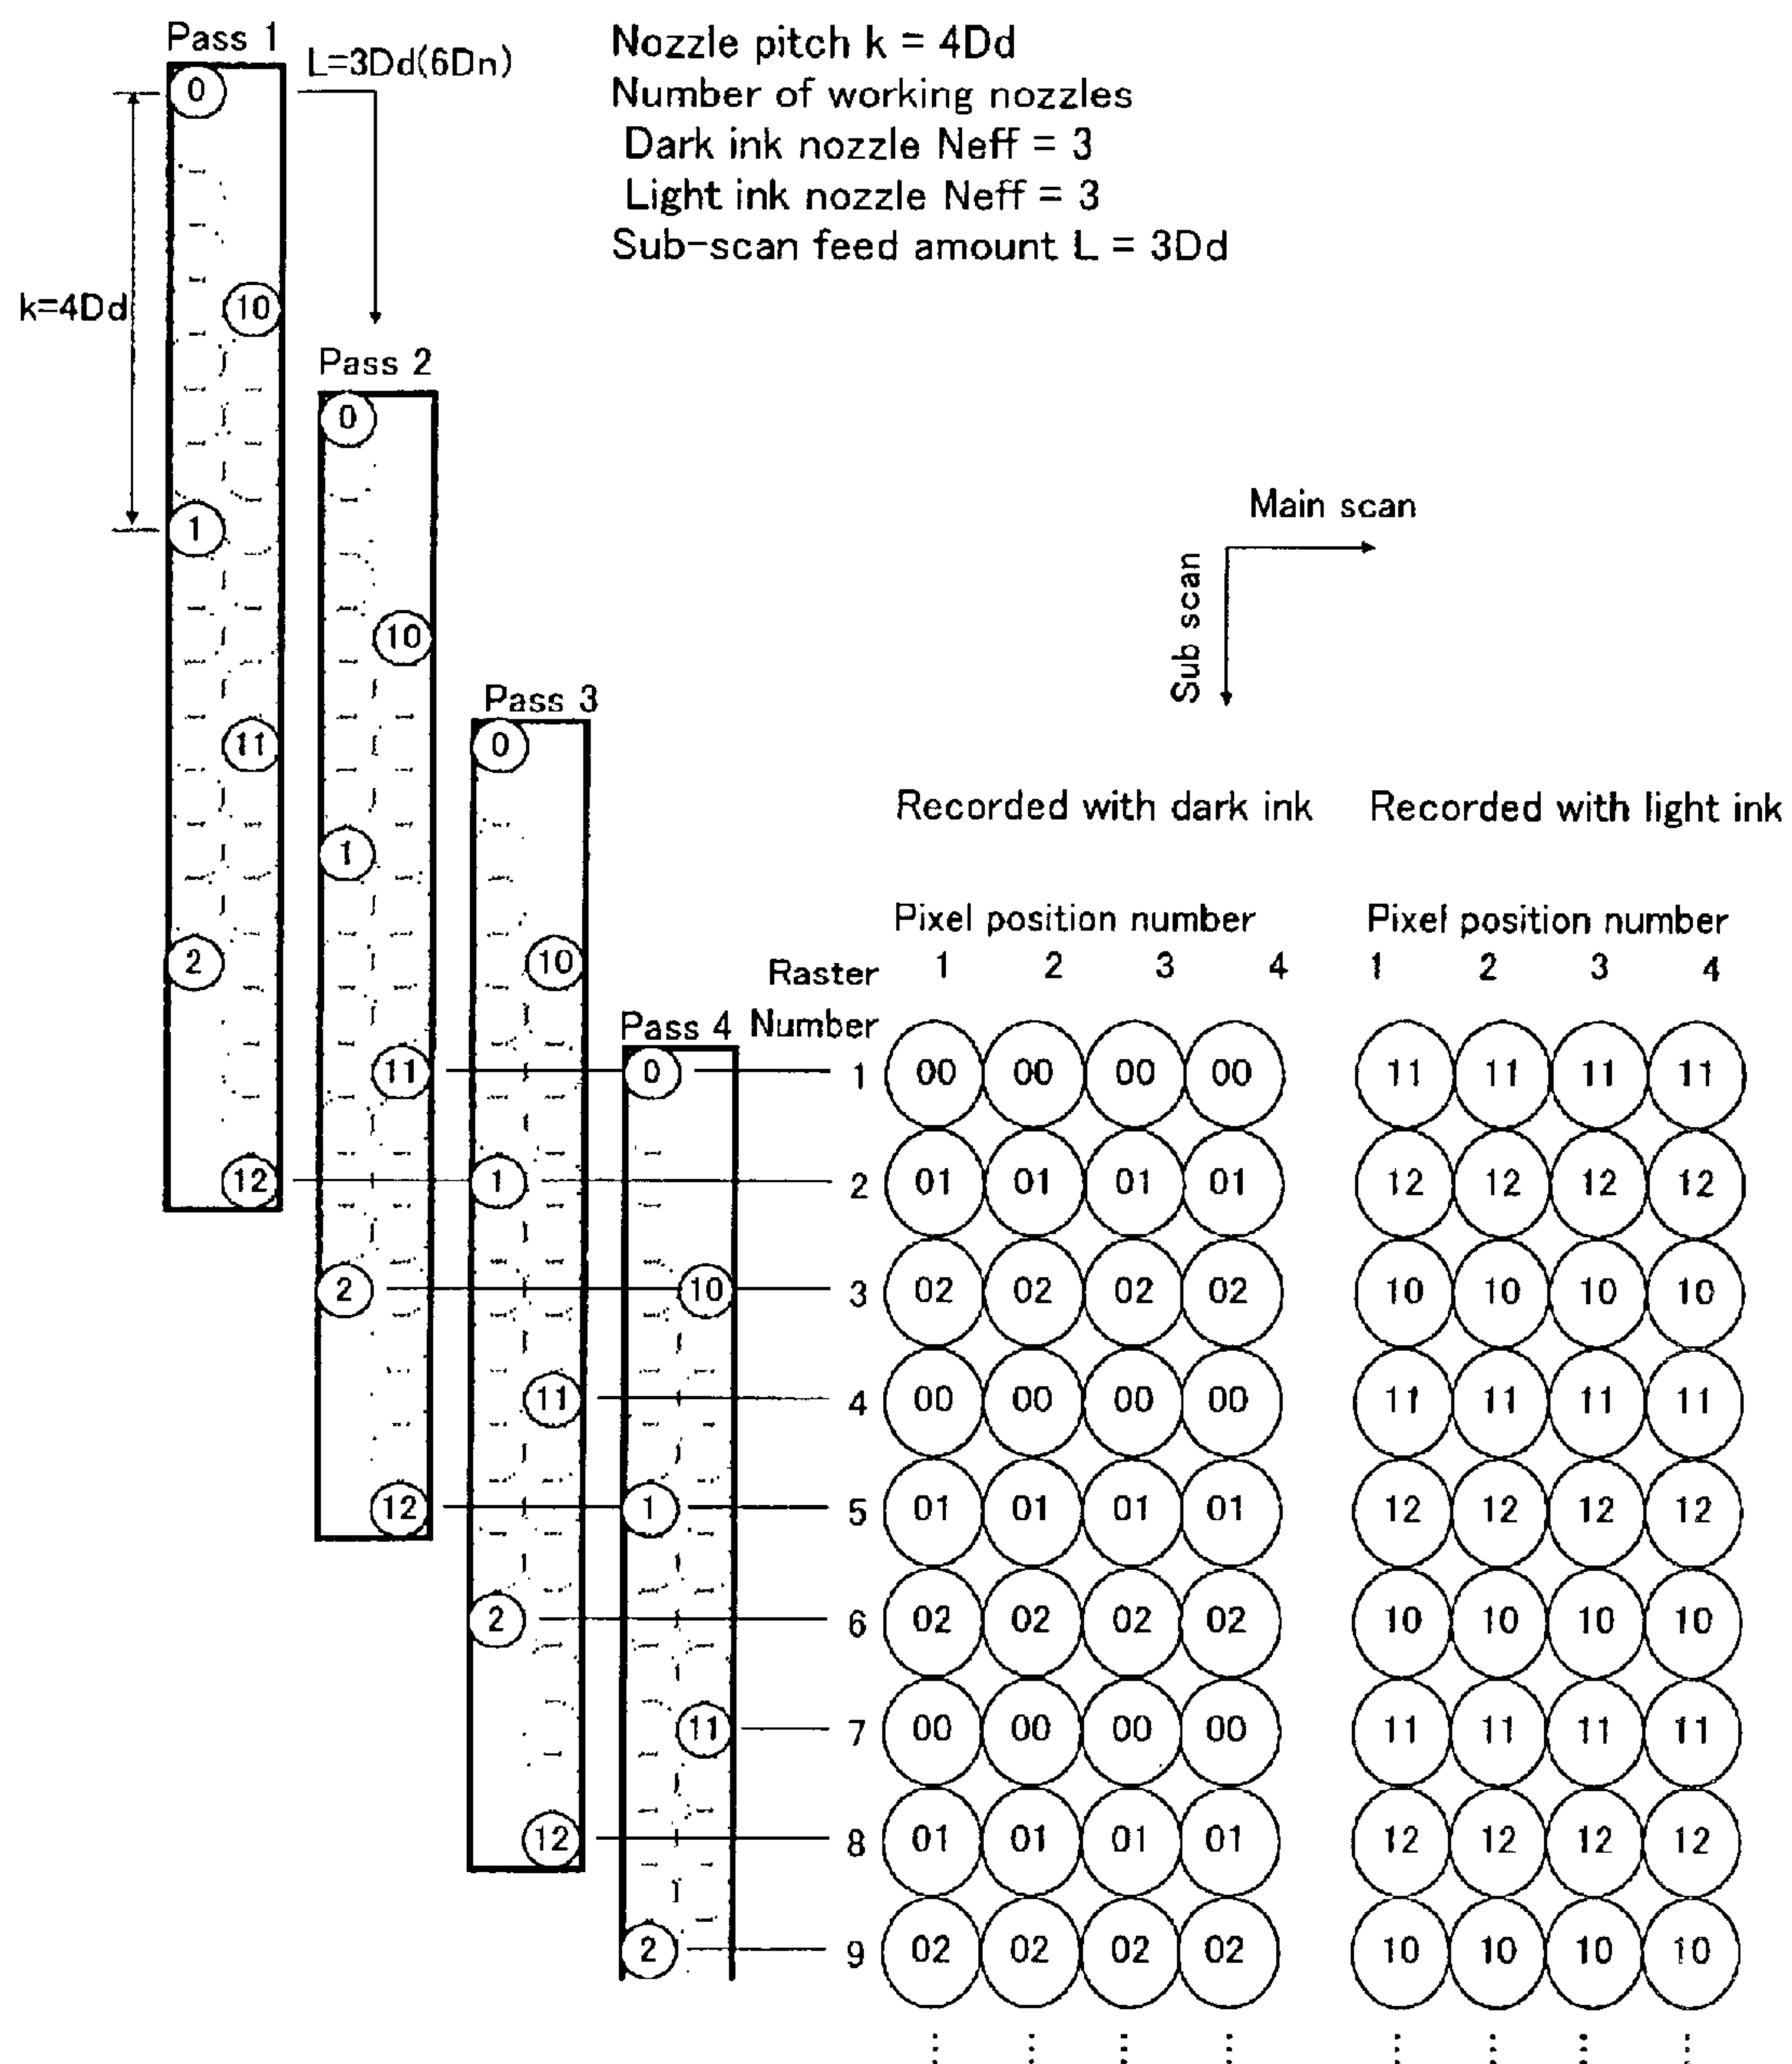 Pass 1
L=3Dd(6Dn)
Nozzle pitch k = 4Dd
Number of working nozzles
Dark ink nozzle Neff = 3
Light ink nozzle Neff = 3
Sub-scan feed amount L = 3Dd
k=4Dd
0
10
1
11
2
12
Pass 2
0
10
1
11
2
12
Pass 3
0
10
1
11
2
12
Pass 4
0
10
1
11
2
Main scan
Sub scan
Recorded with dark ink Recorded with light ink
Pixel position number Pixel position number
Raster 1 2 3 4 1 2 3 4
Number
1 00 00 00 00 11 11 11 11
2 01 01 01 01 12 12 12 12
3 02 02 02 02 10 10 10 10
4 00 00 00 00 11 11 11 11
5 01 01 01 01 12 12 12 12
6 02 02 02 02 10 10 10 10
7 00 00 00 00 11 11 11 11
8 01 01 01 01 12 12 12 12
9 02 02 02 02 10 10 10 10